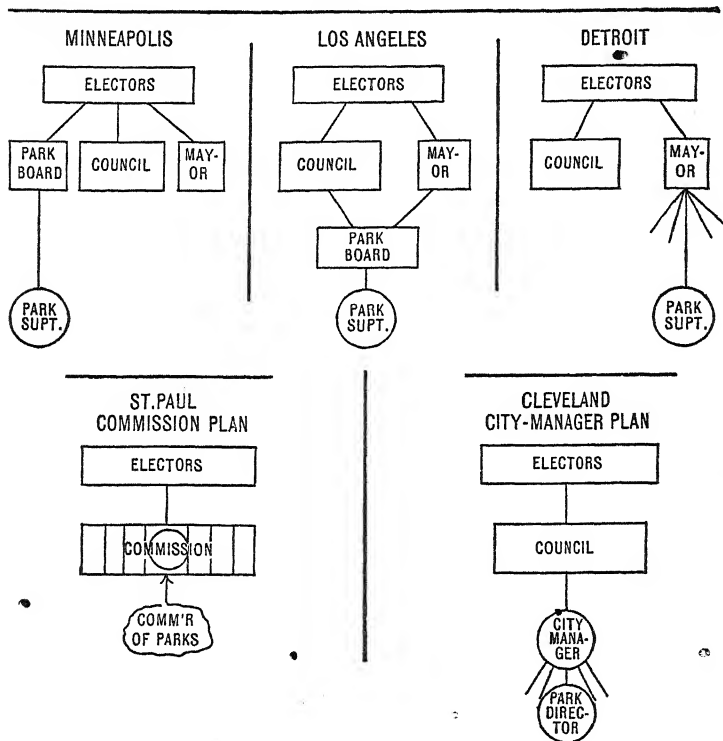 MINNEAPOLIS
ELECTORS
PARK
BOARD
COUNCIL
MAY-
OR
PARK
SUPT.
LOS ANGELES
ELECTORS
COUNCIL
MAY-
OR
PARK
BOARD
PARK
SUPT.
DETROIT
ELECTORS
COUNCIL
MAY-
OR
PARK
SUPT.
ST.PAUL
COMMISSION PLAN
ELECTORS
COMMISSION
COMM'R
OF PARKS
CLEVELAND
CITY-MANAGER PLAN
ELECTORS
COUNCIL
CITY
MANA-
GER
PARK
DIREC-
TOR